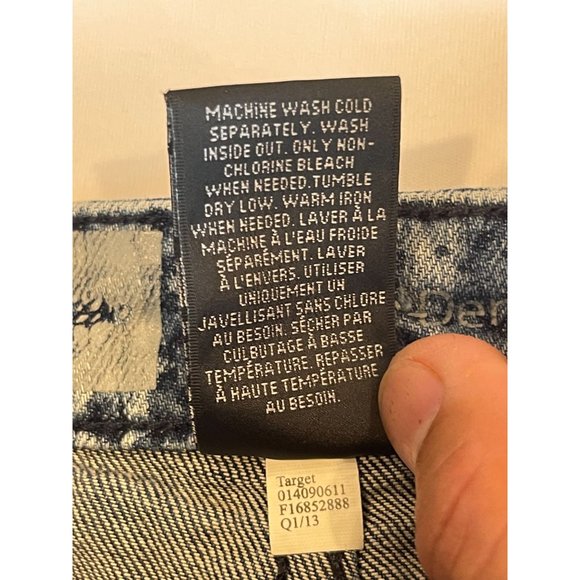 MACHINE WASH COLD
SEPARATELY. WASH
INSIDE OUT. ONLY NON-
CHLORINE BLEACH
WHEN NEEDED.TUMBLE
DRY LOW. WARM IRON
WHEN NEEDED. LAVER À LA
MACHINE À L'EAU FROIDE
SÉPARÉMENT. LAVER
À L'ENVERS. UTILISER
UNIQUEMENT UN
JAVELLISANT SANS CHLORE
AU BESOIN. SÉCHER PAR
CULBUTAGE À BASSE
TEMPÉRATURE. REPASSER
À HAUTE TEMPÉRATURE
AU BESOIN.
Der
Target
014090611
F16852888
Q1/13